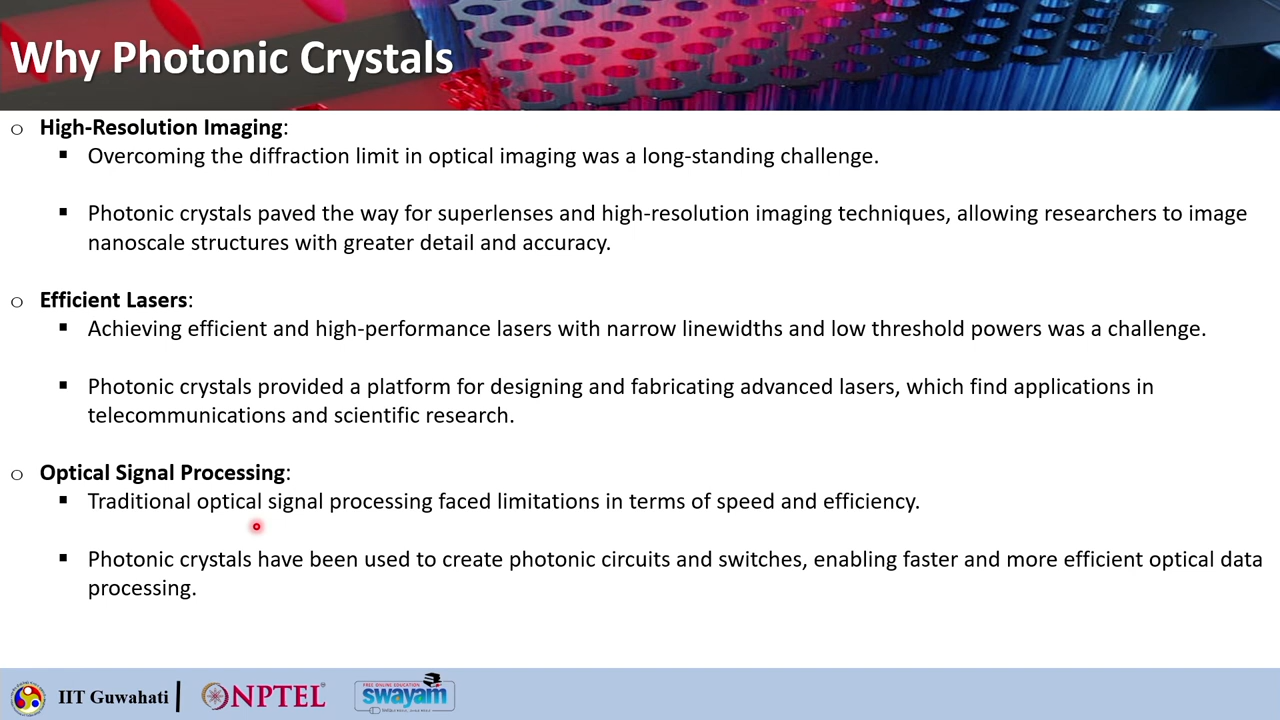 Why Photonic Crystals
o High-Resolution Imaging:
▪ Overcoming the diffraction limit in optical imaging was a long-standing challenge.
▪ Photonic crystals paved the way for superlenses and high-resolution imaging techniques, allowing researchers to image
nanoscale structures with greater detail and accuracy.
o Efficient Lasers:
▪ Achieving efficient and high-performance lasers with narrow linewidths and low threshold powers was a challenge.
▪ Photonic crystals provided a platform for designing and fabricating advanced lasers, which find applications in
telecommunications and scientific research.
o Optical Signal Processing:
▪ Traditional optical signal processing faced limitations in terms of speed and efficiency.
▪ Photonic crystals have been used to create photonic circuits and switches, enabling faster and more efficient optical data
processing.
IIT Guwahati
NPTEL
FREE ONLINE EDUCATION
swayam